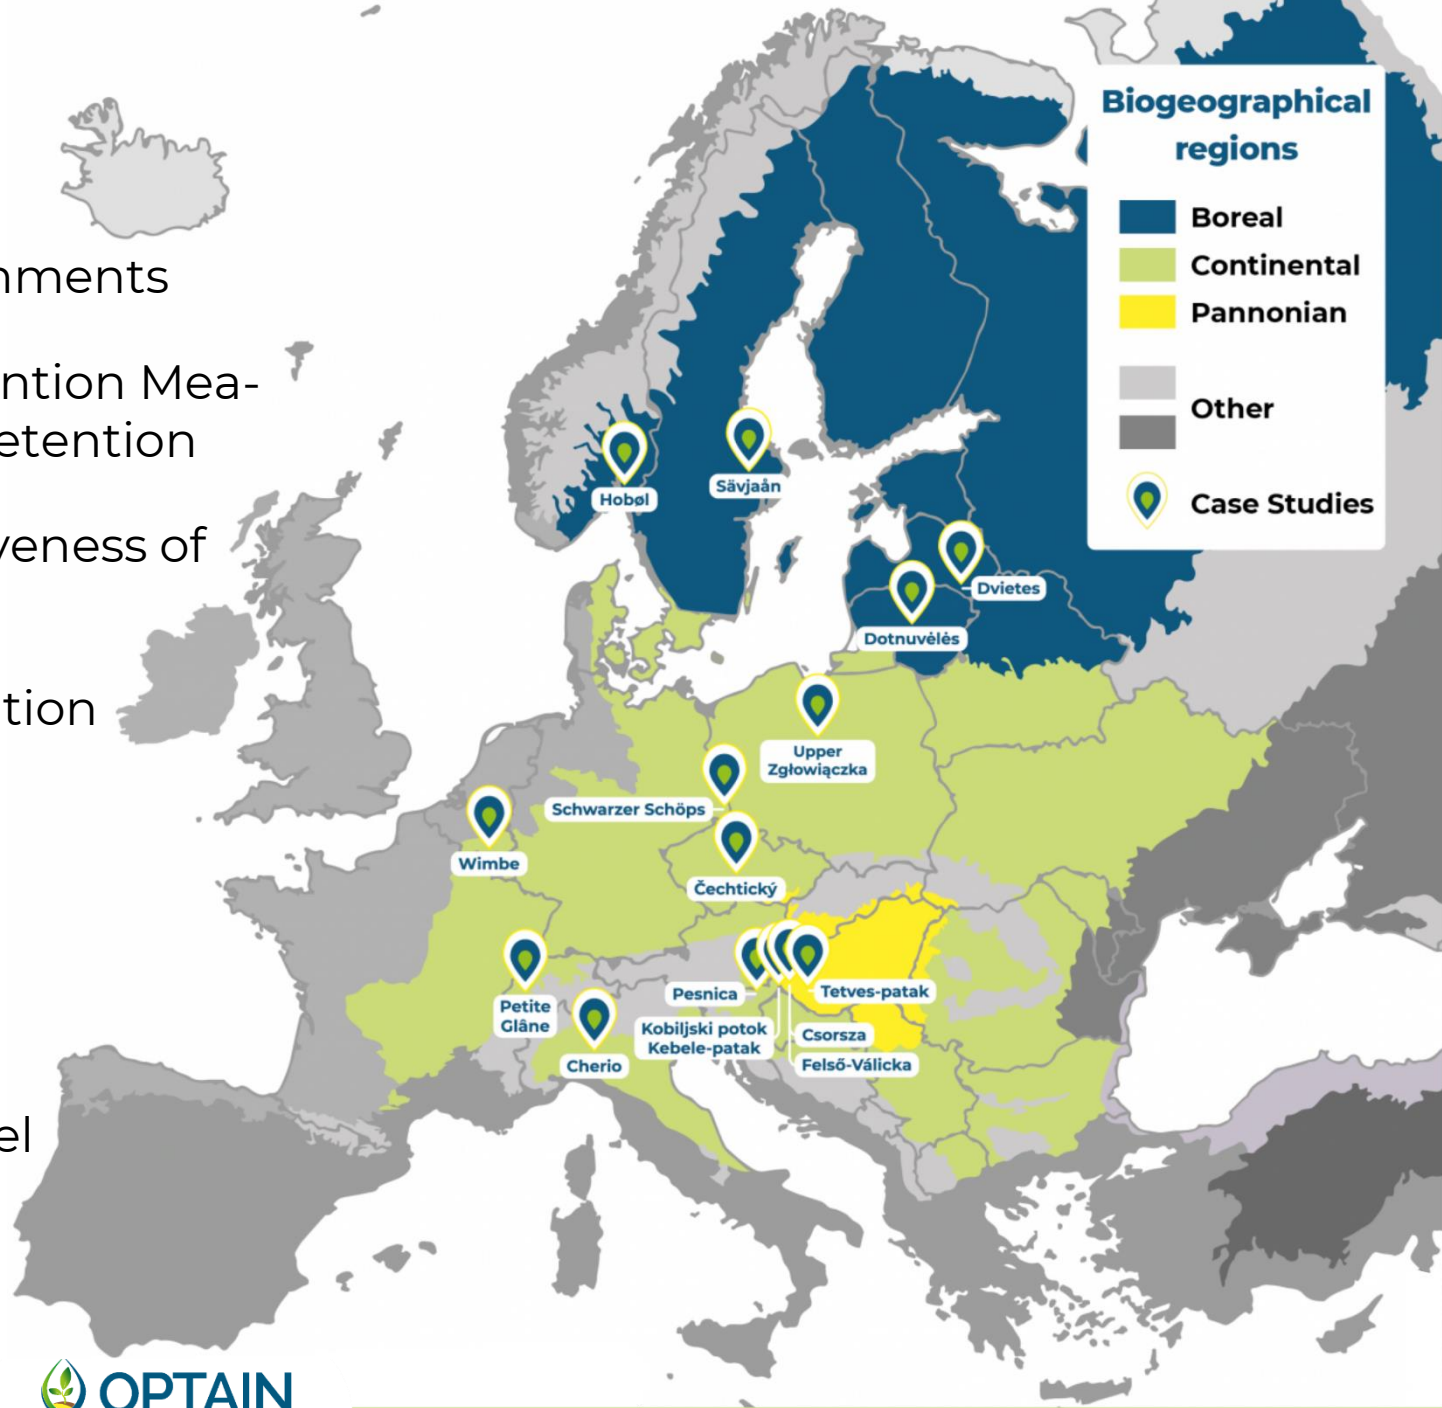 nments
ntion Mea-
etention
veness of
tion
el
Biogeographical
regions
Boreal
Continental
Pannonian
Other
Case Studies
Hobøl
Sävjaån
Dvietes
Dotnuvėlės
Upper
Zgłowiączka
Schwarzer Schöps
Wimbe
Čechtický
Petite
Glâne
Cherio
Pesnica
Tetves-patak
Kobiljski potok
Kebele-patak
Csorsza
Felső-Válicka
OPTAIN